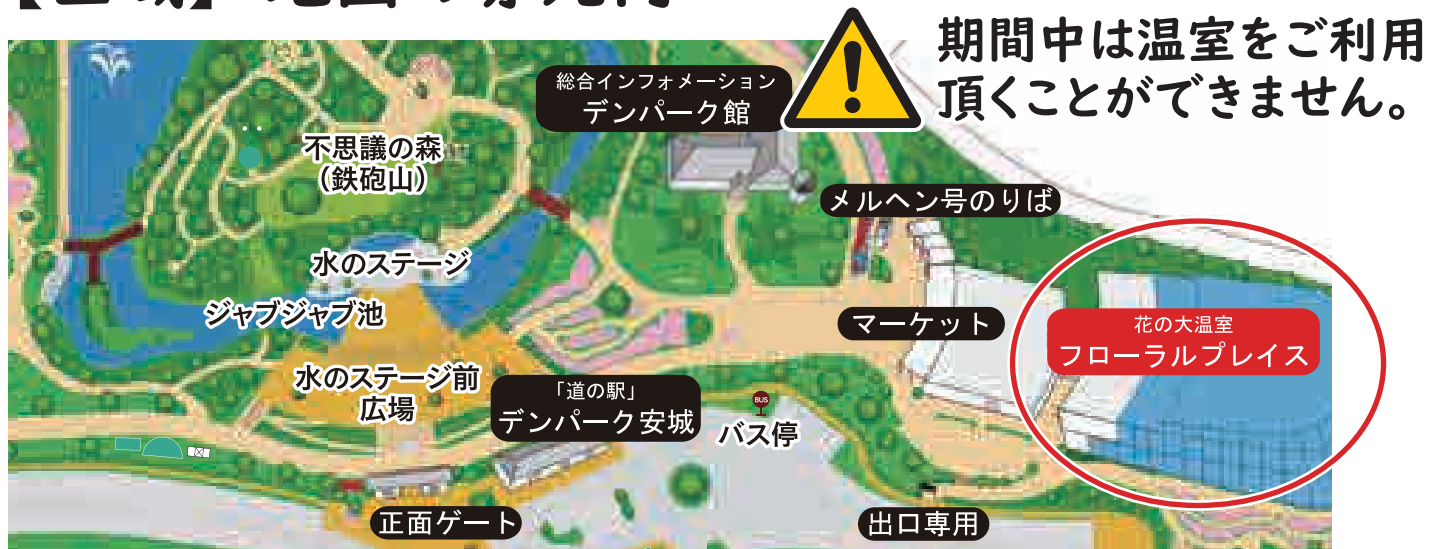 期間中は温室をご利用
頂くことができません。
総合インフォメーション
デンパーク館
不思議の森
（鉄砲山）
メルヘン号のりば
水のステージ
ジャブジャブ池
マーケット
花の大温室
フローラルプレイス
水のステージ前
広場
「道の駅」
デンパーク安城
BUS
バス停
正面ゲート
出口専用